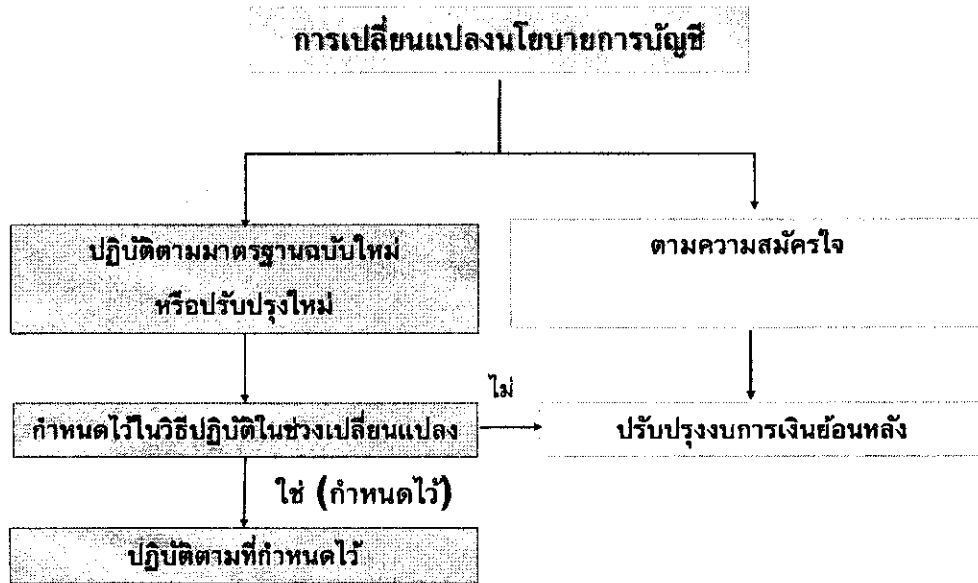 การเปลี่ยนแปลงนโยบายการบัญชี
ปฏิบัติตามมาตรฐานฉบับใหม่
หรือปรับปรุงใหม่
ตามความสมัครใจ
กำหนดไว้ในวิธีปฏิบัติในช่วงเปลี่ยนแปลง
ไม่
ปรับปรุงงบการเงินย้อนหลัง
ใช่ (กำหนดไว้)
ปฏิบัติตามที่กำหนดไว้